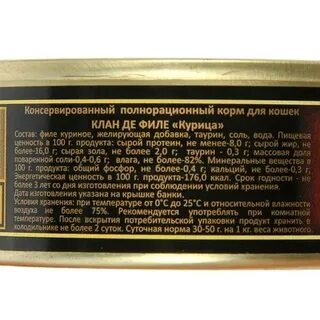 Консервированный полнорационный корм для кошек
КЛАН ДЕ ФИЛЕ «Курица»
Состав: филе куриное, желирующая добавка, таурин, соль, вода. Пищевая
ценность в 100 г. продукта: сырой протеин, не менее-8,0 г; сырой жир, не
более-16,0 г; сырая зола, не более 2,0 г; таурин - 0,3 г; массовая доля
поваренной соли-0,4-0,6 г; влага, не более-82%. Минеральные вещества в
100 г. продукта: общий фосфор, не более-0,4 г; кальций, не более-0,3 г;
Энергетическая ценность в 100 г. продукта-176,0 ккал. Срок годности - не
более 3 лет со дня изготовления при соблюдении условий хранения.
Дата изготовления указана на крышке банки.
Условия хранения: при температуре от 0°С до 25°С и относительной влажности
воздуха не более 75%. Рекомендуется употреблять при комнатной
температуре. После вскрытия потребительской упаковки продукт хранить в
холодильнике не более 2 суток. Суточная норма 30-50 г. на 1 кг. веса животного.